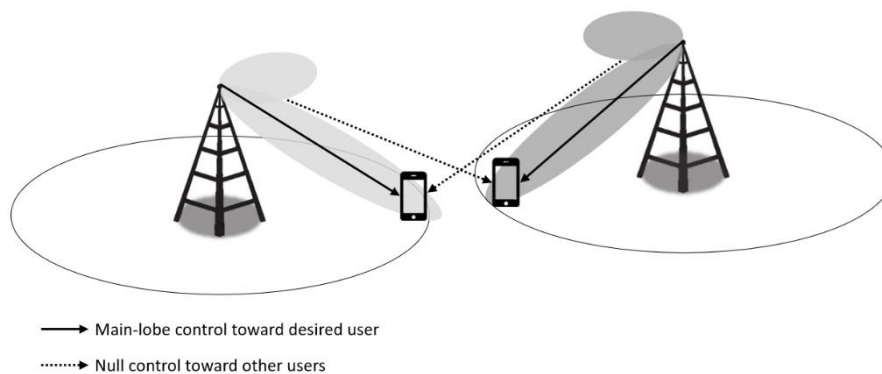 Main-lobe control toward desired user
Null control toward other users